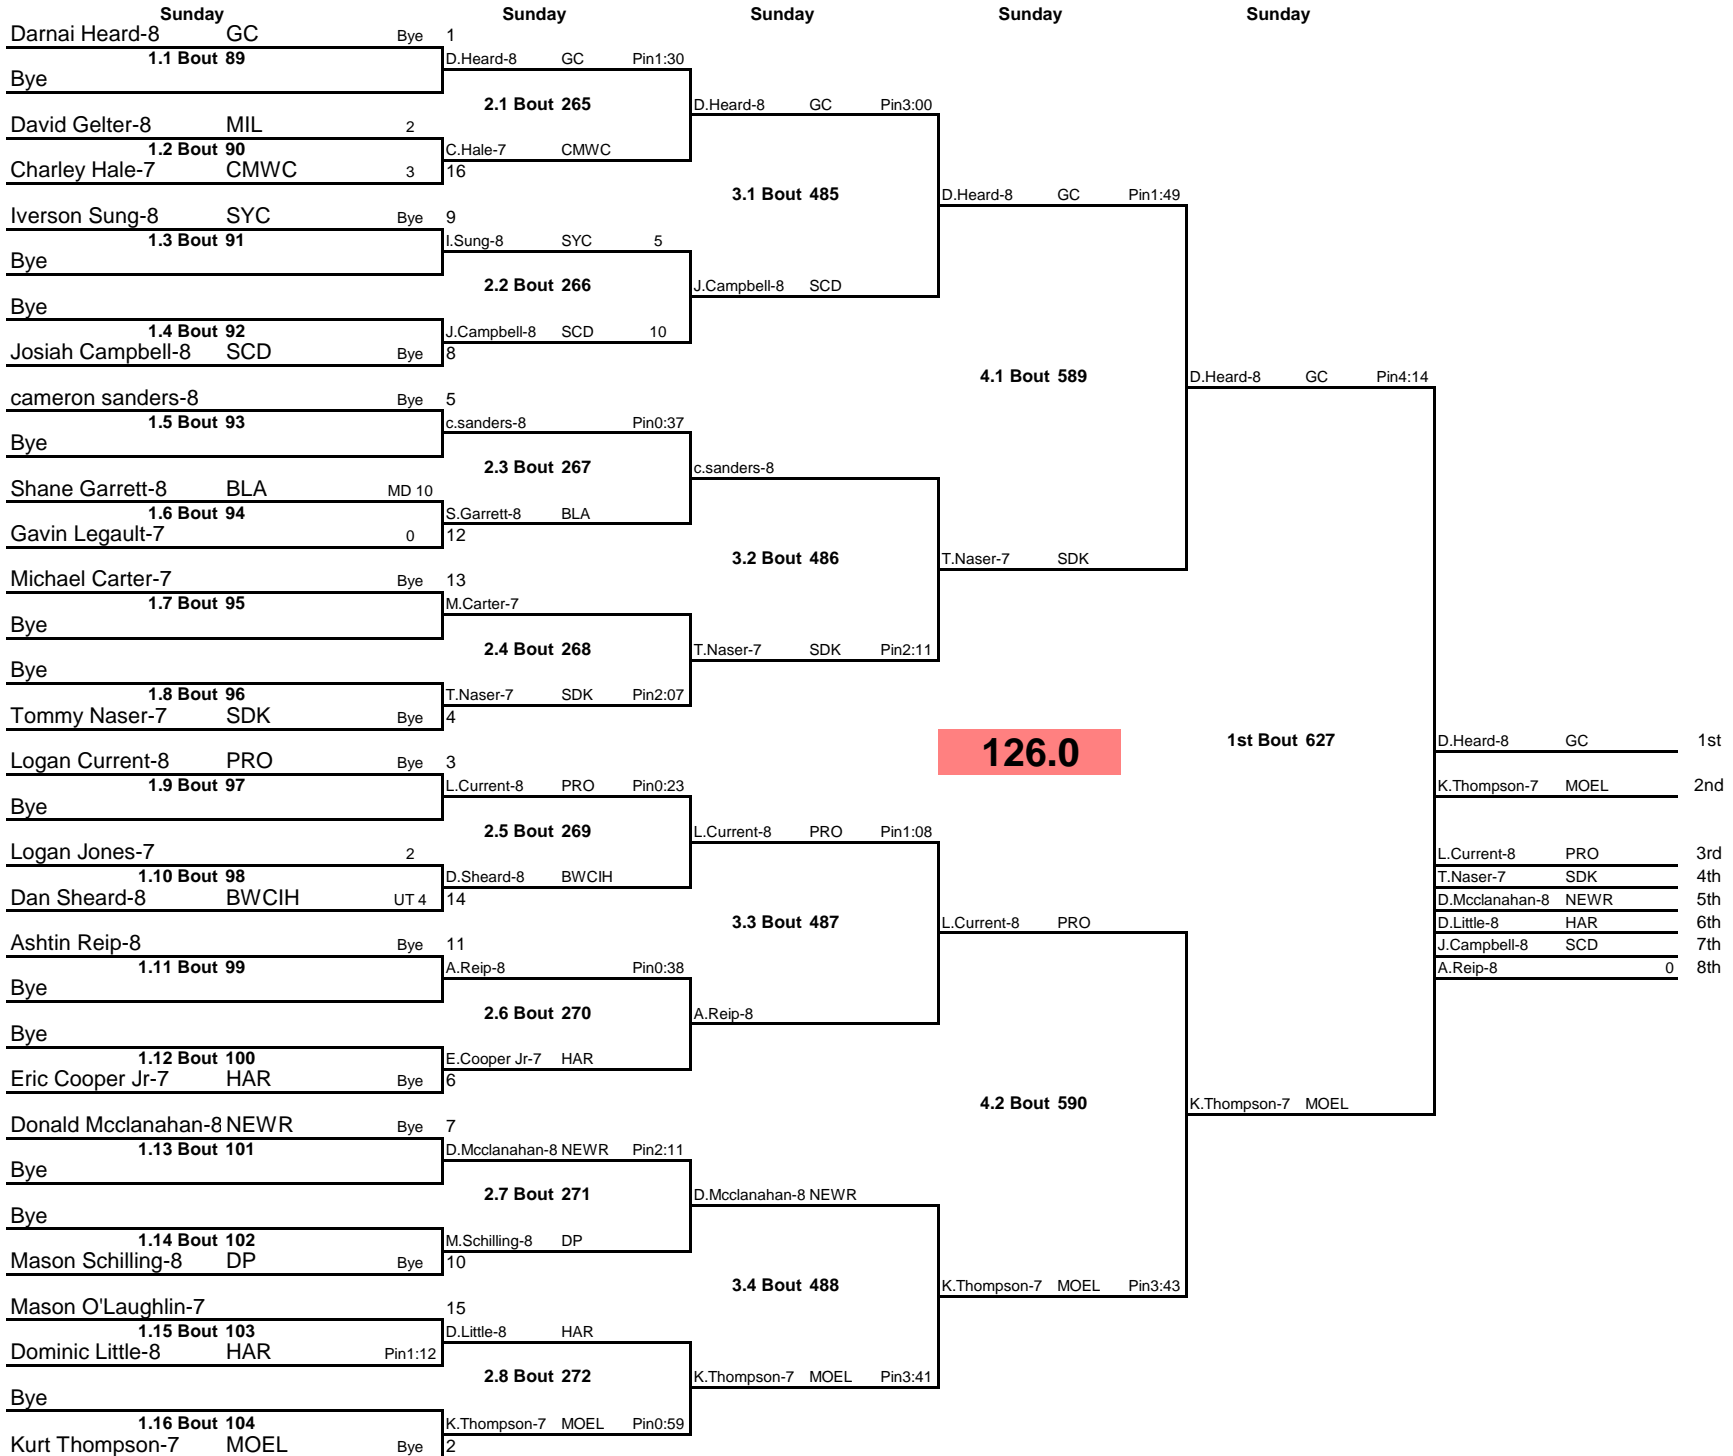 Sunday Sunday Sunday Sunday Sunday
Darnai Heard-8 GC Bye 1
1.1 Bout 89
Bye
David Gelter-8 MIL 2
1.2 Bout 90
Charley Hale-7 CMWC 3 16
Iverson Sung-8 SYC Bye 9
1.3 Bout 91
Bye
Bye
1.4 Bout 92
Josiah Campbell-8 SCD Bye 8
cameron sanders-8 Bye 5
1.5 Bout 93
Bye
Shane Garrett-8 BLA MD 10
1.6 Bout 94
Gavin Legault-7 0 12
Michael Carter-7 Bye 13
1.7 Bout 95
Bye
Bye
1.8 Bout 96
Tommy Naser-7 SDK Bye 4
Logan Current-8 PRO Bye 3
1.9 Bout 97
Bye
Logan Jones-7 2
1.10 Bout 98
Dan Sheard-8 BWCIH UT 4 14
Ashtin Reip-8 Bye 11
1.11 Bout 99
Bye
Bye
1.12 Bout 100
Eric Cooper Jr-7 HAR Bye 6
Donald Mcclanahan-8 NEWR Bye 7
1.13 Bout 101
Bye
Bye
1.14 Bout 102
Mason Schilling-8 DP Bye 10
Mason O'Laughlin-7 15
1.15 Bout 103
Dominic Little-8 HAR Pin1:12
Bye
1.16 Bout 104
Kurt Thompson-7 MOEL Bye 2
D.Heard-8 GC Pin1:30
2.1 Bout 265
C.Hale-7 CMWC
I.Sung-8 SYC 5
2.2 Bout 266
J.Campbell-8 SCD 10
c.sanders-8 Pin0:37
2.3 Bout 267
S.Garrett-8 BLA
M.Carter-7
2.4 Bout 268
T.Naser-7 SDK Pin2:07
L.Current-8 PRO Pin0:23
2.5 Bout 269
D.Sheard-8 BWCIH
A.Reip-8 Pin0:38
2.6 Bout 270
E.Cooper Jr-7 HAR
D.Mcclanahan-8 NEWR Pin2:11
2.7 Bout 271
M.Schilling-8 DP
D.Little-8 HAR
2.8 Bout 272
K.Thompson-7 MOEL Pin0:59
D.Heard-8 GC Pin3:00
3.1 Bout 485
J.Campbell-8 SCD
c.sanders-8
3.2 Bout 486
T.Naser-7 SDK Pin2:11
L.Current-8 PRO Pin1:08
3.3 Bout 487
A.Reip-8
D.Mcclanahan-8 NEWR
3.4 Bout 488
K.Thompson-7 MOEL Pin3:41
D.Heard-8 GC Pin1:49
4.1 Bout 589
T.Naser-7 SDK
126.0
L.Current-8 PRO
4.2 Bout 590
K.Thompson-7 MOEL Pin3:43
D.Heard-8 GC Pin4:14
1st Bout 627
K.Thompson-7 MOEL
D.Heard-8 GC 1st
K.Thompson-7 MOEL 2nd
L.Current-8 PRO 3rd
T.Naser-7 SDK 4th
D.Mcclanahan-8 NEWR 5th
D.Little-8 HAR 6th
J.Campbell-8 SCD 7th
A.Reip-8 0 8th